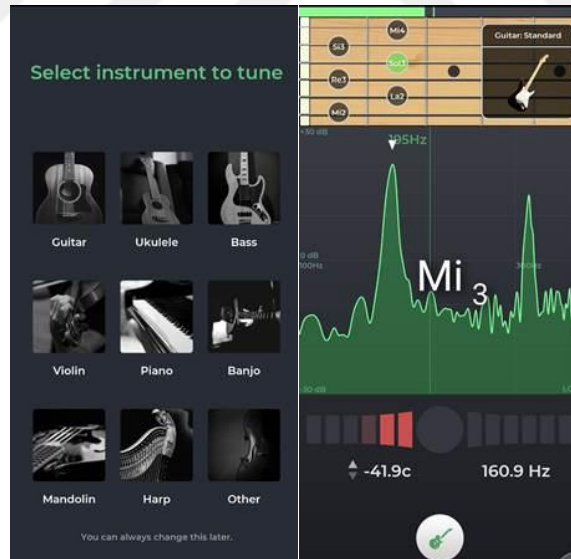 Select instrument to tune
Guitar Ukulele Bass
Violin Piano Banjo
Mandolin Harp Other
You can always change this later.
Mi4
Guitar: Standard
Si3
Sol3
Re3
La2
Mi2
+50 dB
195Hz
0 dB
100Hz
300Hz
Mi 3
-30 dB
-41.9c 160.9 Hz